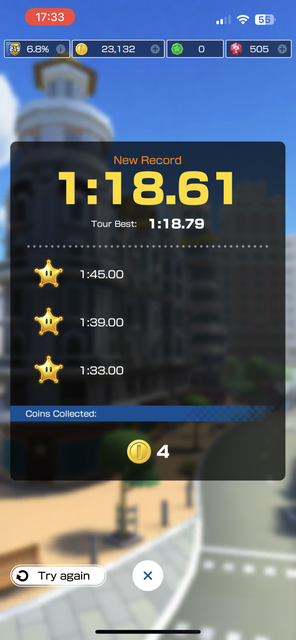 17:33
55
219 6.8% i 23,132 + 0 505 +
New Record
1:18.61
Tour Best: 1:18.79
1:45.00
1:39.00
1:33.00
Coins Collected:
4
Try again